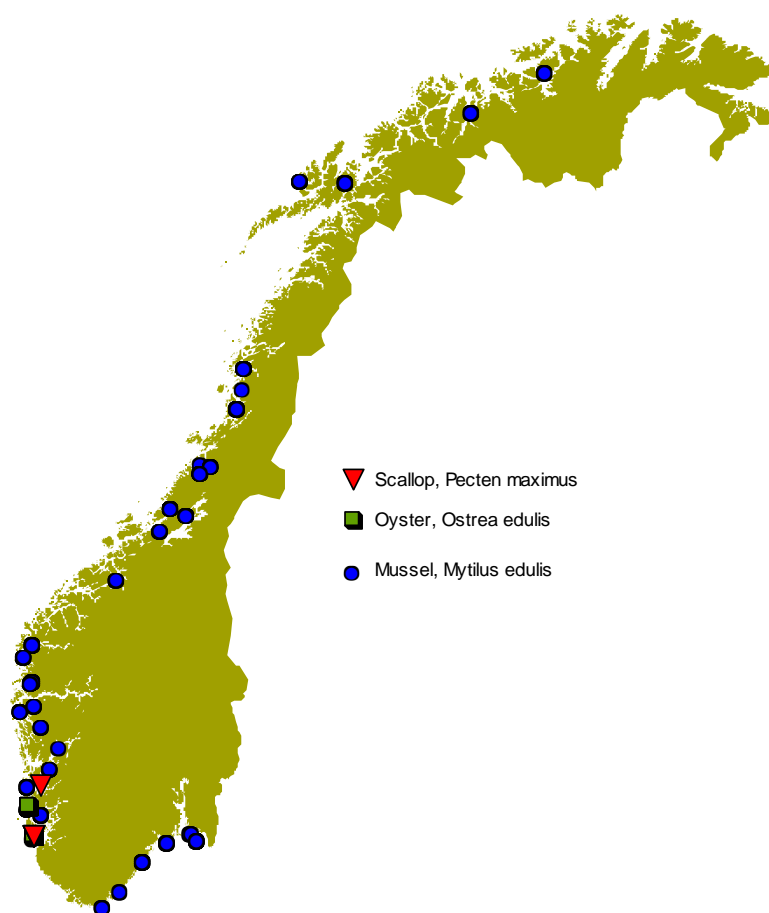 Scallop, Pecten maximus
Oyster, Ostrea edulis
Mussel, Mytilus edulis